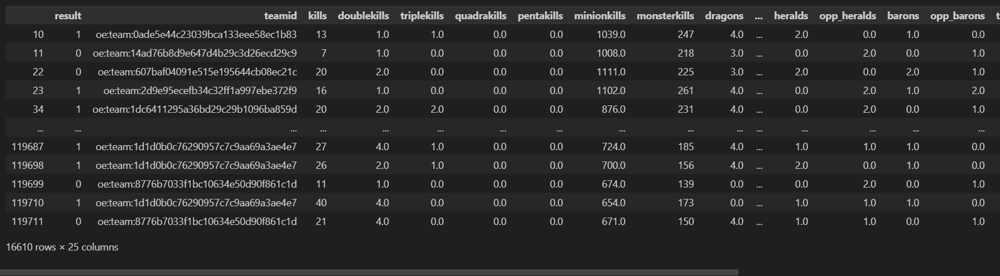 result teamid kills doublekills triplekills quadrakills pentakills minionkills monsterkills dragons ... heralds opp_heralds barons opp_barons t
10 1 oe:team:0ade5e44c23039bca133eee58ec1b83 13 1.0 1.0 0.0 0.0 1039.0 247 4.0 ... 2.0 0.0 1.0 0.0
11 0 oe:team:14ad76b8d9e647d4b29c3d26ecd29c9 7 1.0 0.0 0.0 0.0 1008.0 218 3.0 ... 0.0 2.0 0.0 1.0
22 0 oe:team:607baf04091e515e195644cb08ec21c 20 2.0 0.0 0.0 0.0 1111.0 225 3.0 ... 2.0 0.0 2.0 1.0
23 1 oe:team:2d9e95ecefb34c32ff1a997ebe372f9 16 1.0 0.0 0.0 0.0 1102.0 261 4.0 ... 0.0 2.0 1.0 2.0
34 1 oe:team:1dc6411295a36bd29c29b1096ba859d 20 2.0 2.0 0.0 0.0 876.0 231 4.0 ... 0.0 2.0 0.0 1.0
... ... ... ... ... ... ... ... ... ... ... ... ... ... ... ...
119687 1 oe:team:1d1d0b0c76290957c7c9aa69a3ae4e7 27 4.0 1.0 0.0 0.0 724.0 185 4.0 ... 1.0 1.0 1.0 0.0
119698 1 oe:team:1d1d0b0c76290957c7c9aa69a3ae4e7 26 2.0 1.0 0.0 0.0 700.0 156 4.0 ... 2.0 0.0 1.0 0.0
119699 0 oe:team:8776b7033f1bc10634e50d90f861c1d 11 1.0 0.0 0.0 0.0 674.0 139 0.0 ... 0.0 2.0 0.0 1.0
119710 1 oe:team:1d1d0b0c76290957c7c9aa69a3ae4e7 40 4.0 0.0 0.0 0.0 654.0 173 0.0 ... 1.0 1.0 1.0 0.0
119711 0 oe:team:8776b7033f1bc10634e50d90f861c1d 21 4.0 0.0 0.0 0.0 671.0 150 4.0 ... 1.0 1.0 0.0 1.0
16610 rows × 25 columns